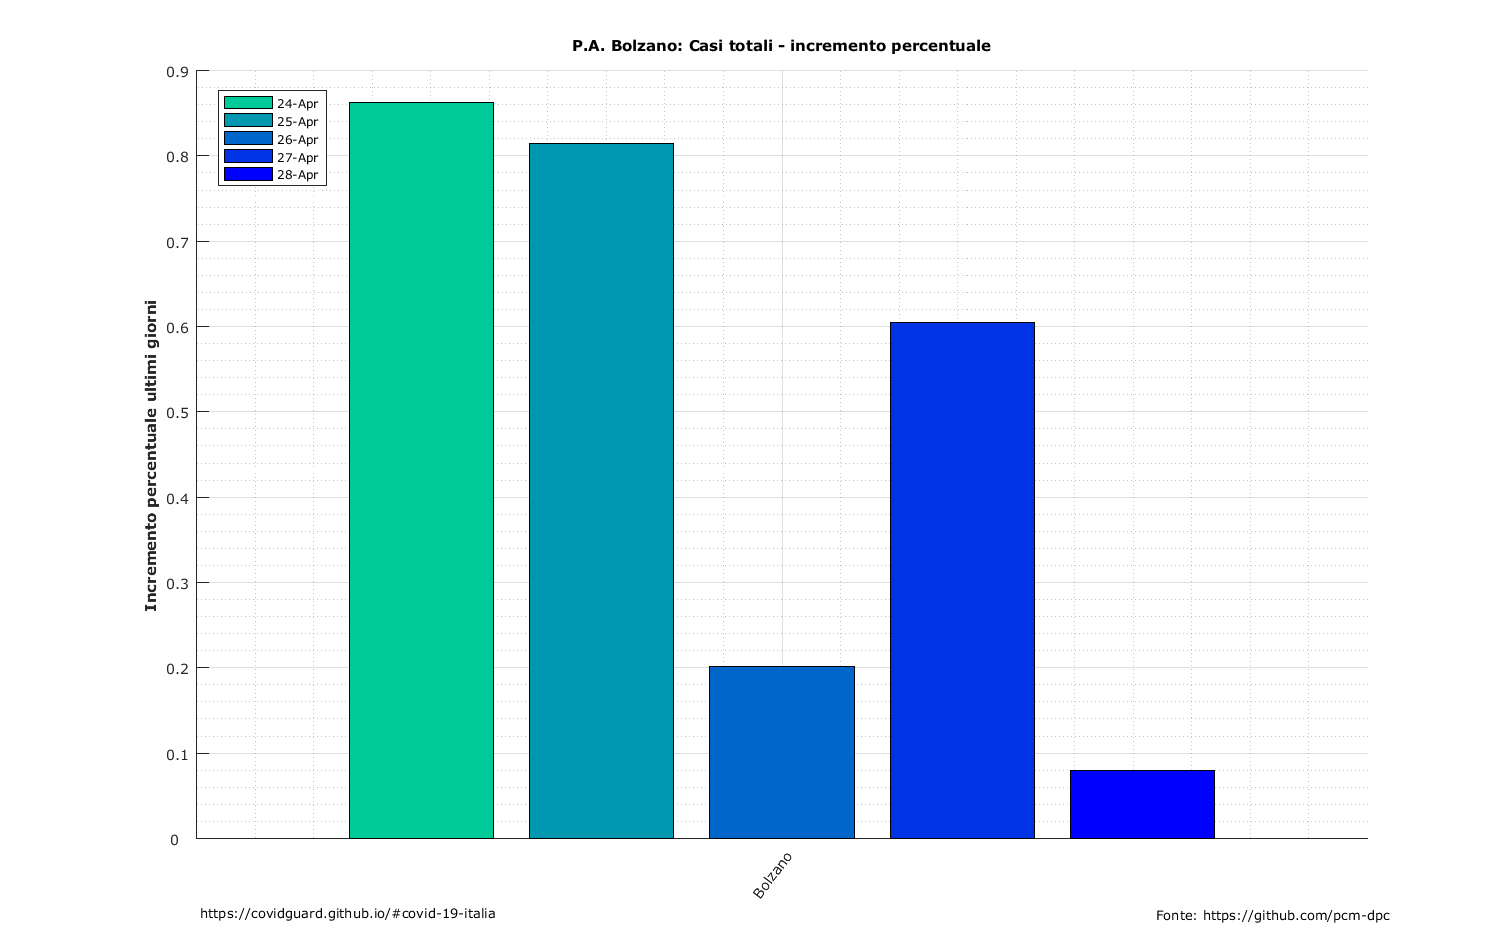 P.A. Bolzano: Casi totali - incremento percentuale
0.9
0.8
0.7
0.6
0.5
0.4
0.3
0.2
0.1
0
24-Apr
25-Apr
26-Apr
27-Apr
28-Apr
Incremento percentuale ultimi giorni
Bolzano
https://covidguard.github.io/#covid-19-italia
Fonte: https://github.com/pcm-dpc